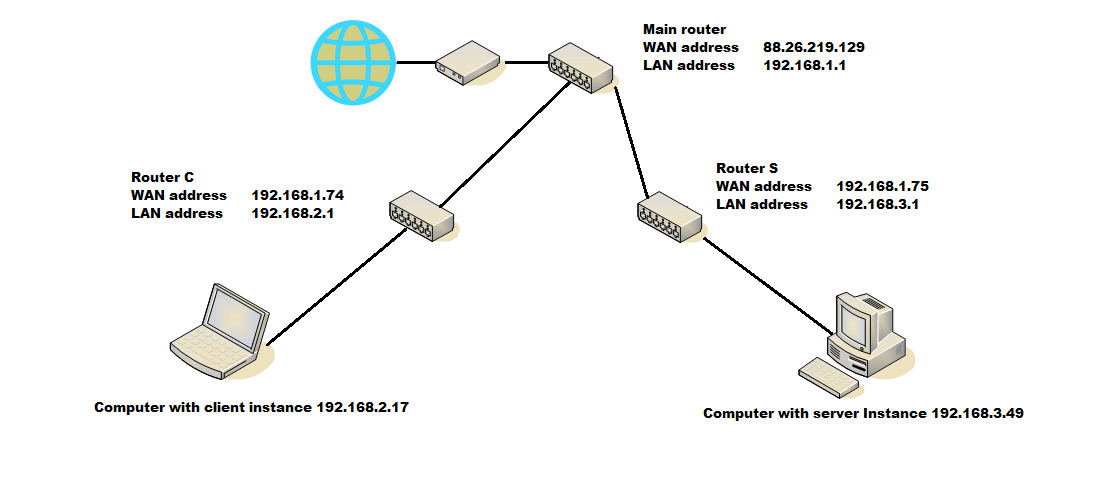 Main router
WAN address 88.26.219.129
LAN address 192.168.1.1
Router C
WAN address 192.168.1.74
LAN address 192.168.2.1
Router S
WAN address 192.168.1.75
LAN address 192.168.3.1
Computer with client instance 192.168.2.17
Computer with server Instance 192.168.3.49